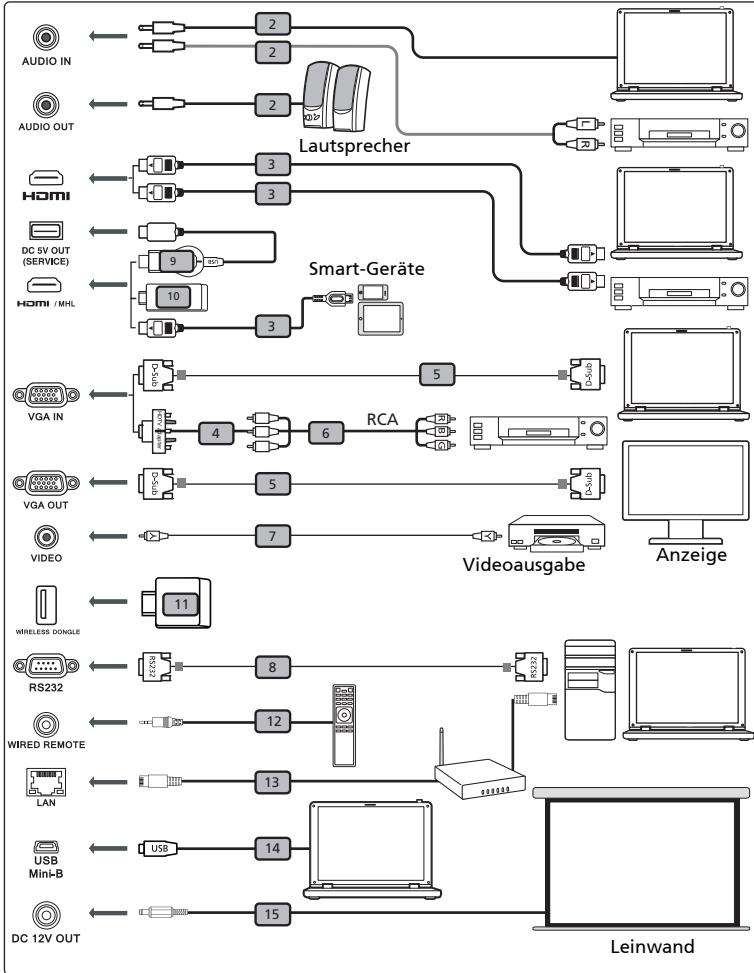 2
2
AUDIO IN
2
AUDIO OUT
Lautsprecher
L
R
3
HDMI
3
DC 5V OUT
(SERVICE)
9
USB
Smart-Geräte
10
HDMI / MHL
3
D-Sub
5
D-Sub
VGA IN
HDTV adapter
4
6
RCA
R
B
G
D-Sub
5
D-Sub
VGA OUT
Y
7
Y
VIDEO
Videoausgabe
Anzeige
11
WIRELESS DONGLE
RS232
8
RS232
RS232
12
WIRED REMOTE
13
LAN
USB
14
USB
Mini-B
15
DC 12V OUT
Leinwand